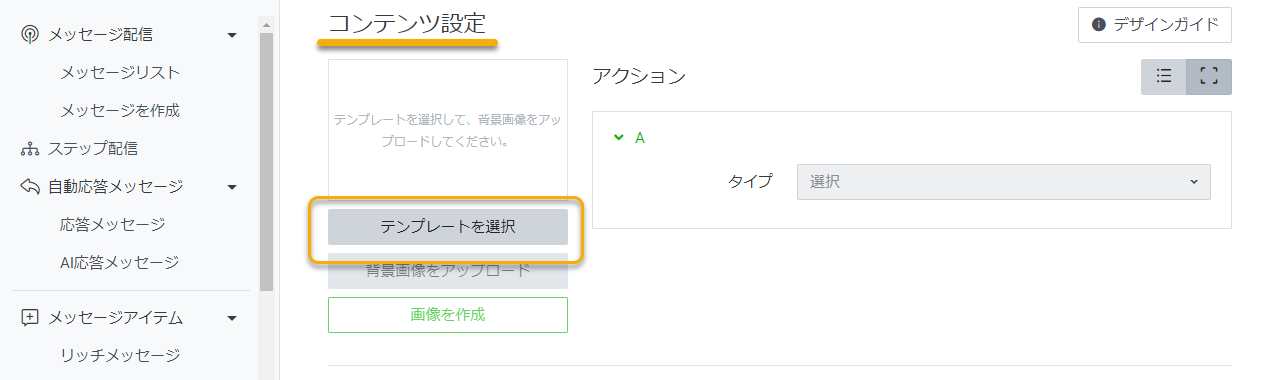 メッセージ配信
メッセージリスト
メッセージを作成
ステップ配信
自動応答メッセージ
応答メッセージ
AI応答メッセージ
メッセージアイテム
リッチメッセージ
コンテンツ設定
デザインガイド
テンプレートを選択して、背景画像をアッ
プロードしてください。
テンプレートを選択
背景画像をアップロード
画像を作成
アクション
A
タイプ
選択